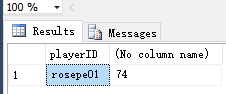 100 %
Results Messages
playerID (No column name)
1 rosepe01 74